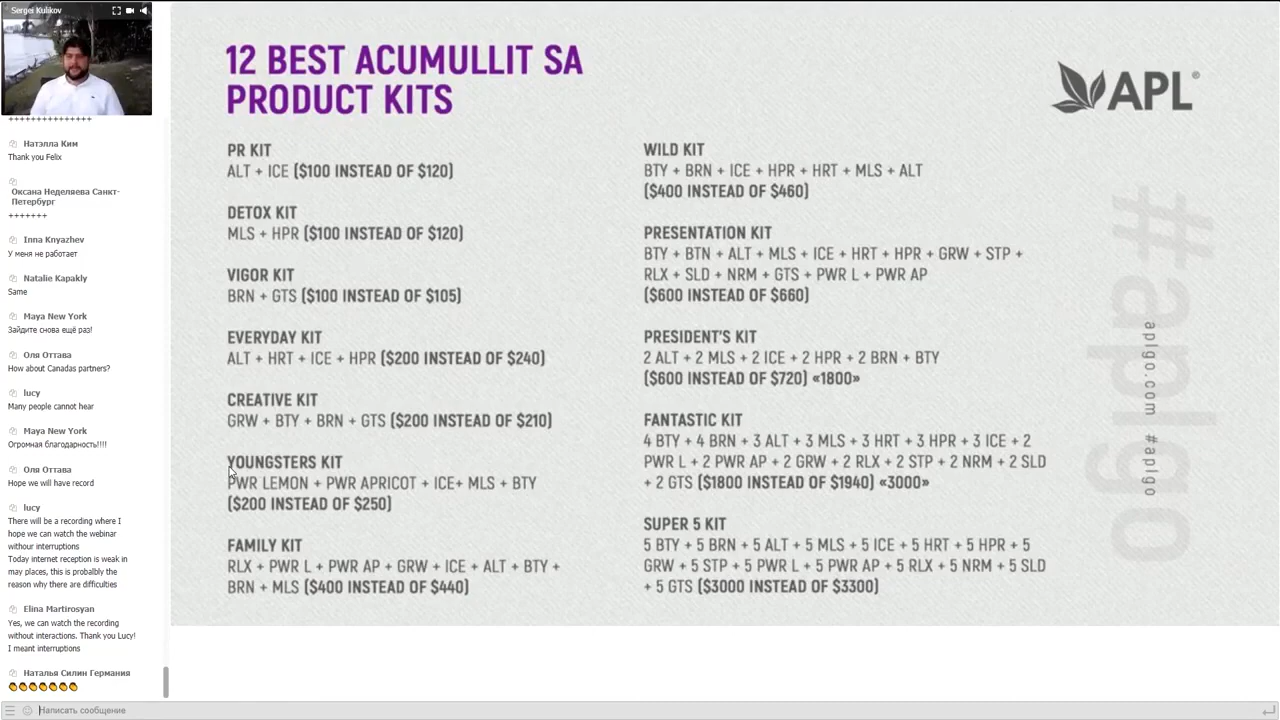 Sergei Kulikov
+++++++++++++++
Натэлла Ким
Thank you Felix
Оксана Неделяева Санкт-
Петербург
+++++++
Inna Knyazhev
У меня не работает
Natalie Kapakly
Same
Maya New York
Зайдите снова ещё раз!
Оля Оттава
How about Canadas partners?
lucy
Many people cannot hear
Maya New York
Огромная благодарность!!!!
Оля Оттава
Hope we will have record
lucy
There will be a recording where I
hope we can watch the webinar
withour interruptions
Today internet reception is weak in
may places, this is probalbly the
reason why there are difficulties
Elina Martirosyan
Yes, we can watch the recording
without interactions. Thank you Lucy!
I meant interruptions
Наталья Силин Германия
Написать сообщение
12 BEST ACUMULLIT SA
PRODUCT KITS
APL®
PR KIT
ALT + ICE ($100 INSTEAD OF $120)
DETOX KIT
MLS + HPR ($100 INSTEAD OF $120)
VIGOR KIT
BRN + GTS ($100 INSTEAD OF $105)
EVERYDAY KIT
ALT + HRT + ICE + HPR ($200 INSTEAD OF $240)
CREATIVE KIT
GRW + BTY + BRN + GTS ($200 INSTEAD OF $210)
YOUNGSTERS KIT
PWR LEMON + PWR APRICOT + ICE+ MLS + BTY
($200 INSTEAD OF $250)
FAMILY KIT
RLX + PWR L + PWR AP + GRW + ICE + ALT + BTY +
BRN + MLS ($400 INSTEAD OF $440)
WILD KIT
BTY + BRN + ICE + HPR + HRT + MLS + ALT
($400 INSTEAD OF $460)
PRESENTATION KIT
BTY + BTN + ALT + MLS + ICE + HRT + HPR + GRW + STP +
RLX + SLD + NRM + GTS + PWR L + PWR AP
($600 INSTEAD OF $660)
PRESIDENT'S KIT
2 ALT + 2 MLS + 2 ICE + 2 HPR + 2 BRN + BTY
($600 INSTEAD OF $720) «1800»
FANTASTIC KIT
4 BTY + 4 BRN + 3 ALT + 3 MLS + 3 HRT + 3 HPR + 3 ICE + 2
PWR L + 2 PWR AP + 2 GRW + 2 RLX + 2 STP + 2 NRM + 2 SLD
+ 2 GTS ($1800 INSTEAD OF $1940) «3000»
SUPER 5 KIT
5 BTY + 5 BRN + 5 ALT + 5 MLS + 5 ICE + 5 HRT + 5 HPR + 5
GRW + 5 STP + 5 PWR L + 5 PWR AP + 5 RLX + 5 NRM + 5 SLD
+ 5 GTS ($3000 INSTEAD OF $3300)
aplgo.com #aplgo
#aplgo